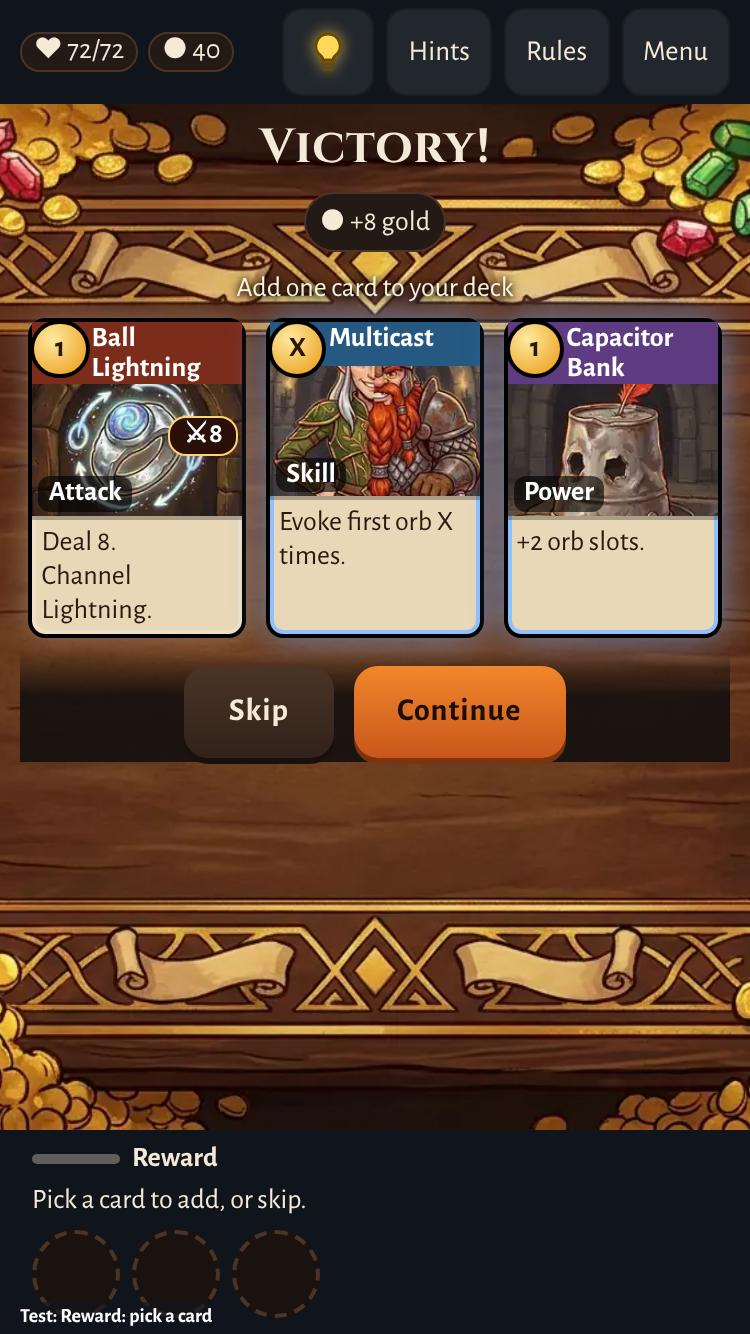 72/72
40
Hints
Rules
Menu
Victory!
+8 gold
Add one card to your deck
1
Ball
Lightning
8
Attack
Deal 8.
Channel
Lightning.
X
Multicast
Skill
Evoke first orb X
times.
1
Capacitor
Bank
Power
+2 orb slots.
Skip
Continue
Reward
Pick a card to add, or skip.
Test: Reward: pick a card